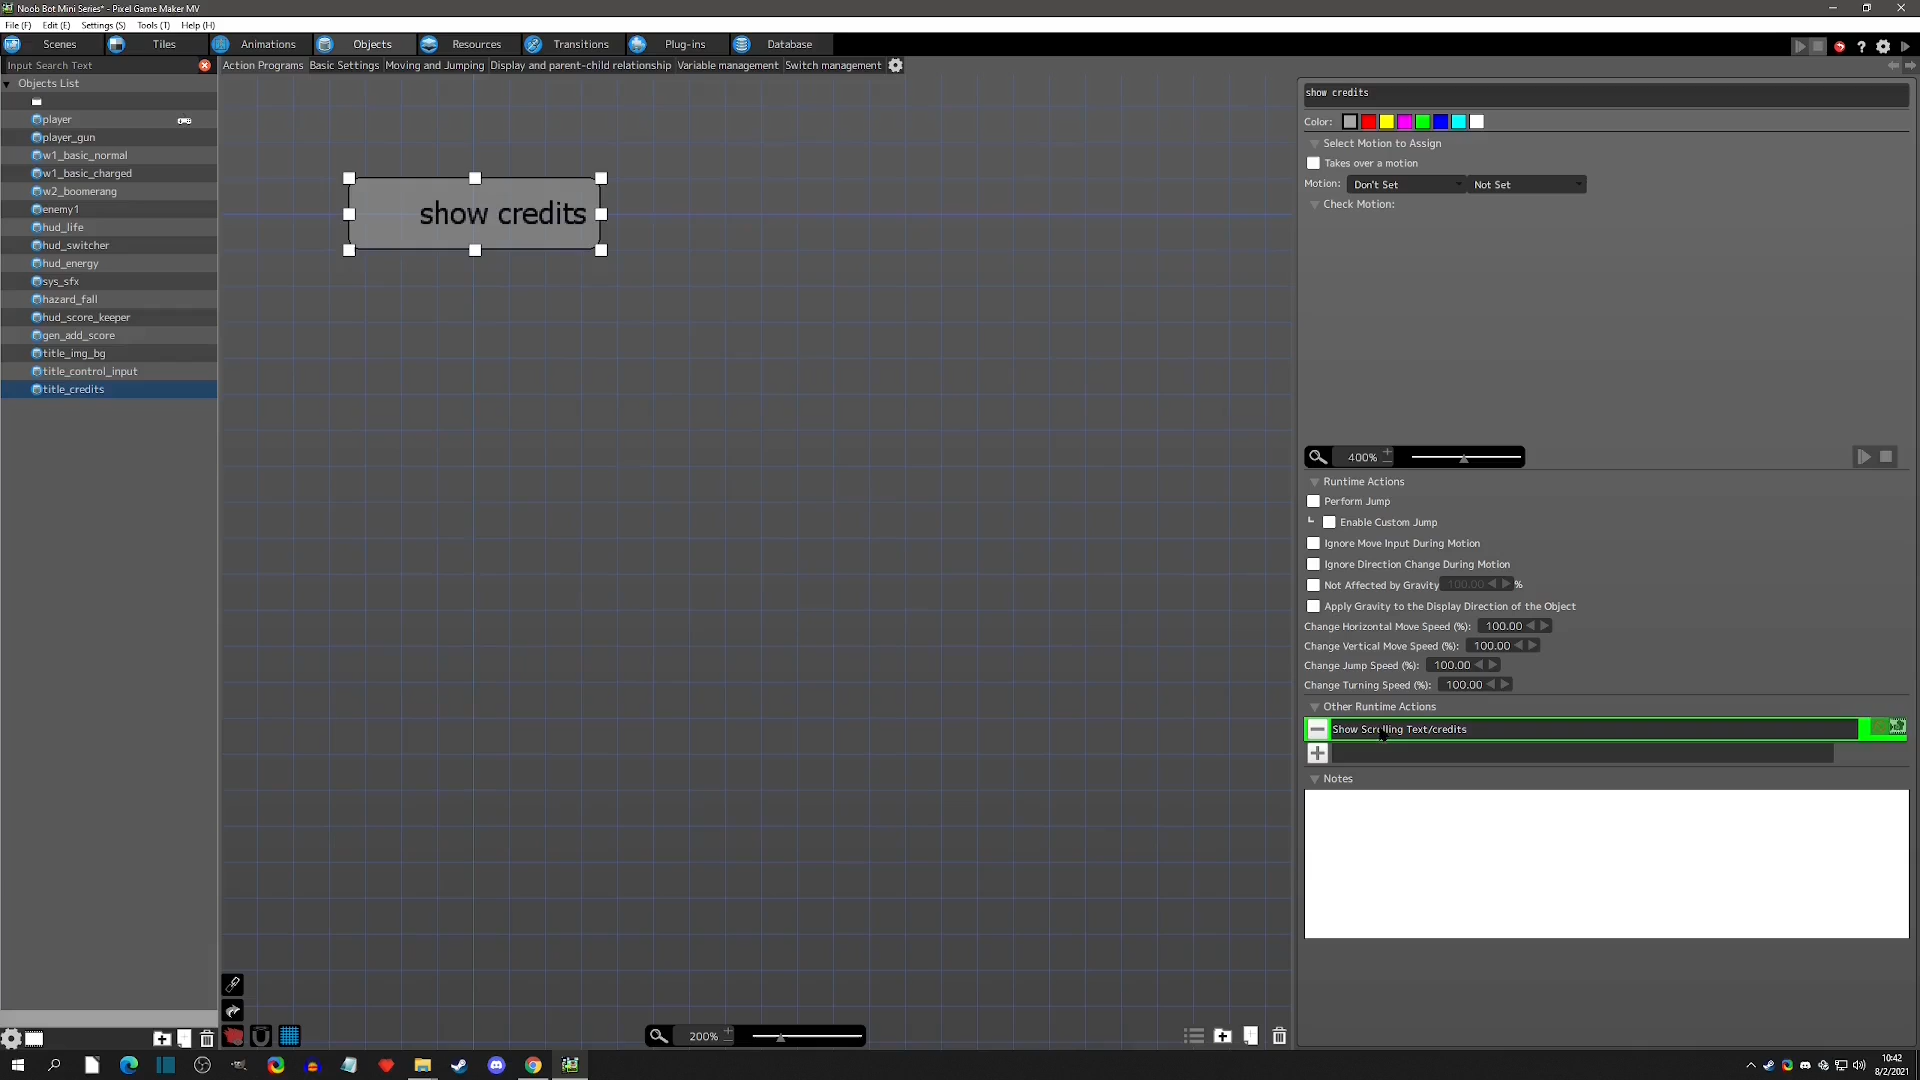 Noob Bot Mini Series* - Pixel Game Maker MV
File (F) Edit (E) Settings (S) Tools (T) Help (H)
Scenes Tiles Animations Objects Resources Transitions Plug-ins Database
Input Search Text
Action Programs Basic Settings Moving and Jumping Display and parent-child relationship Variable management Switch management
Objects List
player
player_gun
w1_basic_normal
w1_basic_charged
w2_boomerang
enemy1
hud_life
hud_switcher
hud_energy
sys_sfx
hazard_fall
hud_score_keeper
gen_add_score
title_img_bg
title_control_input
title_credits
show credits
show credits
Color:
Select Motion to Assign
Takes over a motion
Motion: Don't Set Not Set
Check Motion:
400%
Runtime Actions
Perform Jump
Enable Custom Jump
Ignore Move Input During Motion
Ignore Direction Change During Motion
Not Affected by Gravity 100.00 %
Apply Gravity to the Display Direction of the Object
Change Horizontal Move Speed (%): 100.00
Change Vertical Move Speed (%): 100.00
Change Jump Speed (%): 100.00
Change Turning Speed (%): 100.00
Other Runtime Actions
Show Scrolling Text/credits
Notes
200%
10:42
8/2/2021